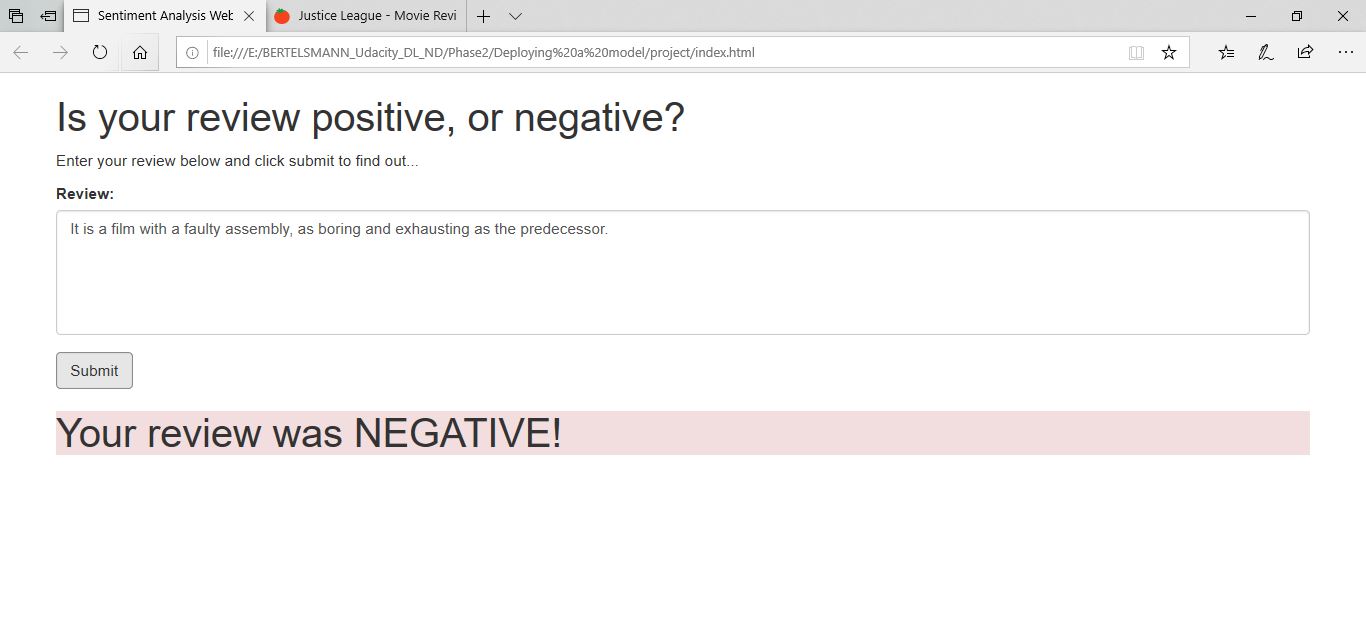 Sentiment Analysis Web
Justice League - Movie Revi
file:///E:/BERTELSMANN_Udacity_DL_ND/Phase2/Deploying%20a%20model/project/index.html
Is your review positive, or negative?
Enter your review below and click submit to find out...
Review:
It is a film with a faulty assembly, as boring and exhausting as the predecessor.
Submit
Your review was NEGATIVE!